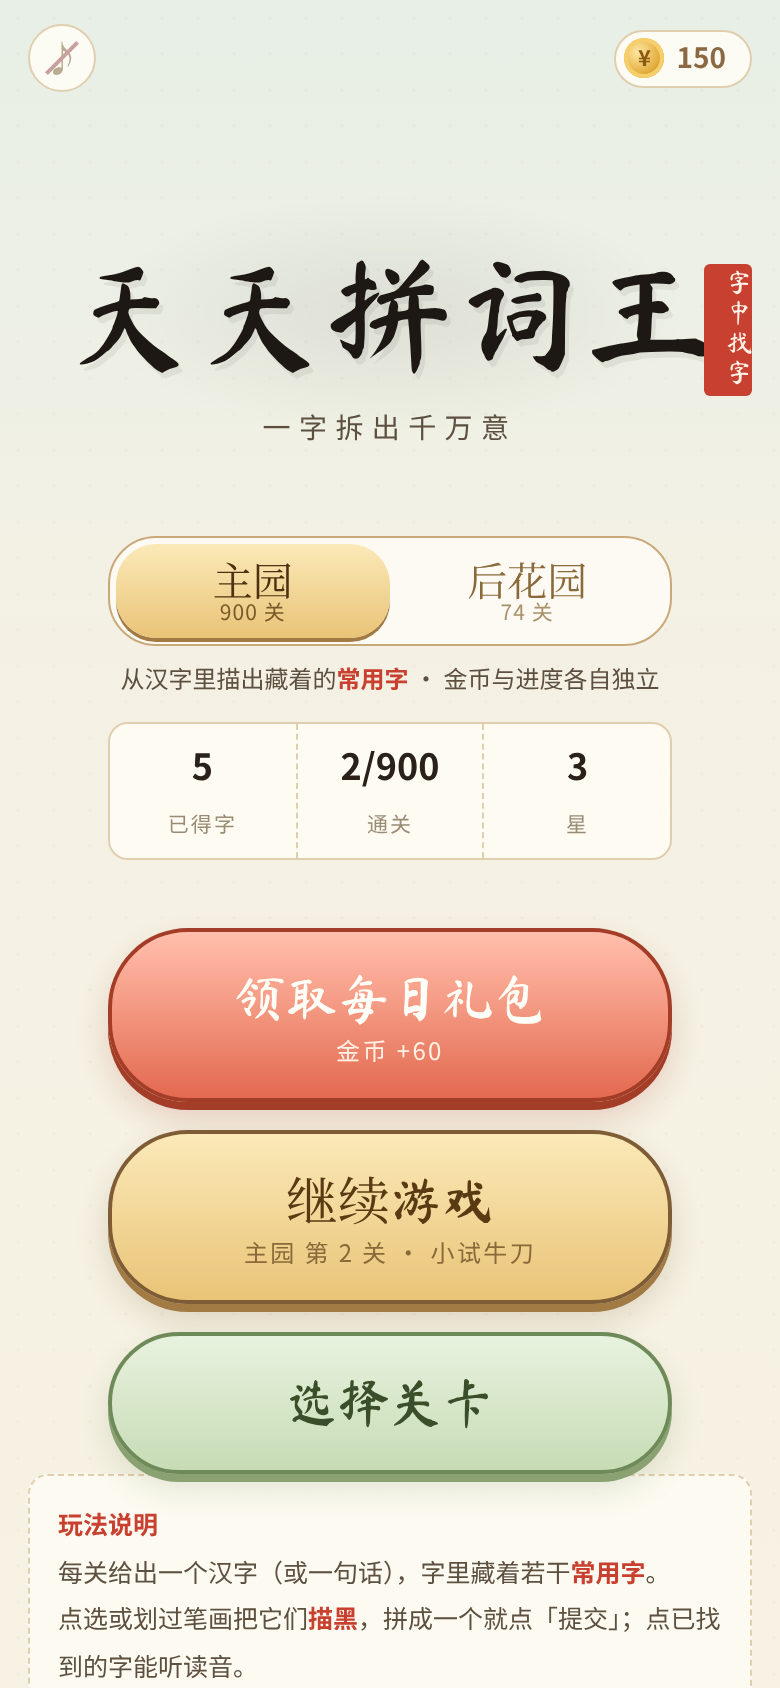 ¥ 150
天天拼词王
字中找字
一字拆出千万意
主园 后花园
900 关 74 关
从汉字里描出藏着的常用字 · 金币与进度各自独立
5 2/900 3
已得字 通关 星
领取每日礼包
金币 +60
继续游戏
主园 第 2 关 · 小试牛刀
选择关卡
玩法说明
每关给出一个汉字（或一句话），字里藏着若干常用字。
点选或划过笔画把它们描黑，拼成一个就点「提交」；点已找
到的字能听读音。